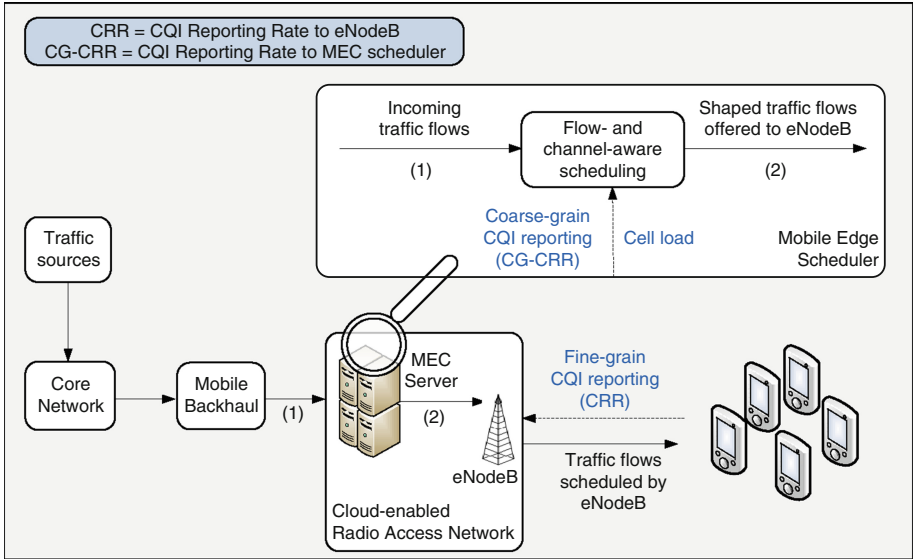 CRR = CQI Reporting Rate to eNodeB
CG-CRR = CQI Reporting Rate to MEC scheduler
Incoming
traffic flows
(1)
Flow- and
channel-aware
scheduling
Shaped traffic flows
offered to eNodeB
(2)
Coarse-grain
CQI reporting
(CG-CRR)
Cell load
Mobile Edge
Scheduler
Traffic
sources
Core
Network
Mobile
Backhaul
(1)
MEC
Server
(2)
eNodeB
Cloud-enabled
Radio Access Network
Fine-grain
CQI reporting
(CRR)
Traffic flows
scheduled by
eNodeB